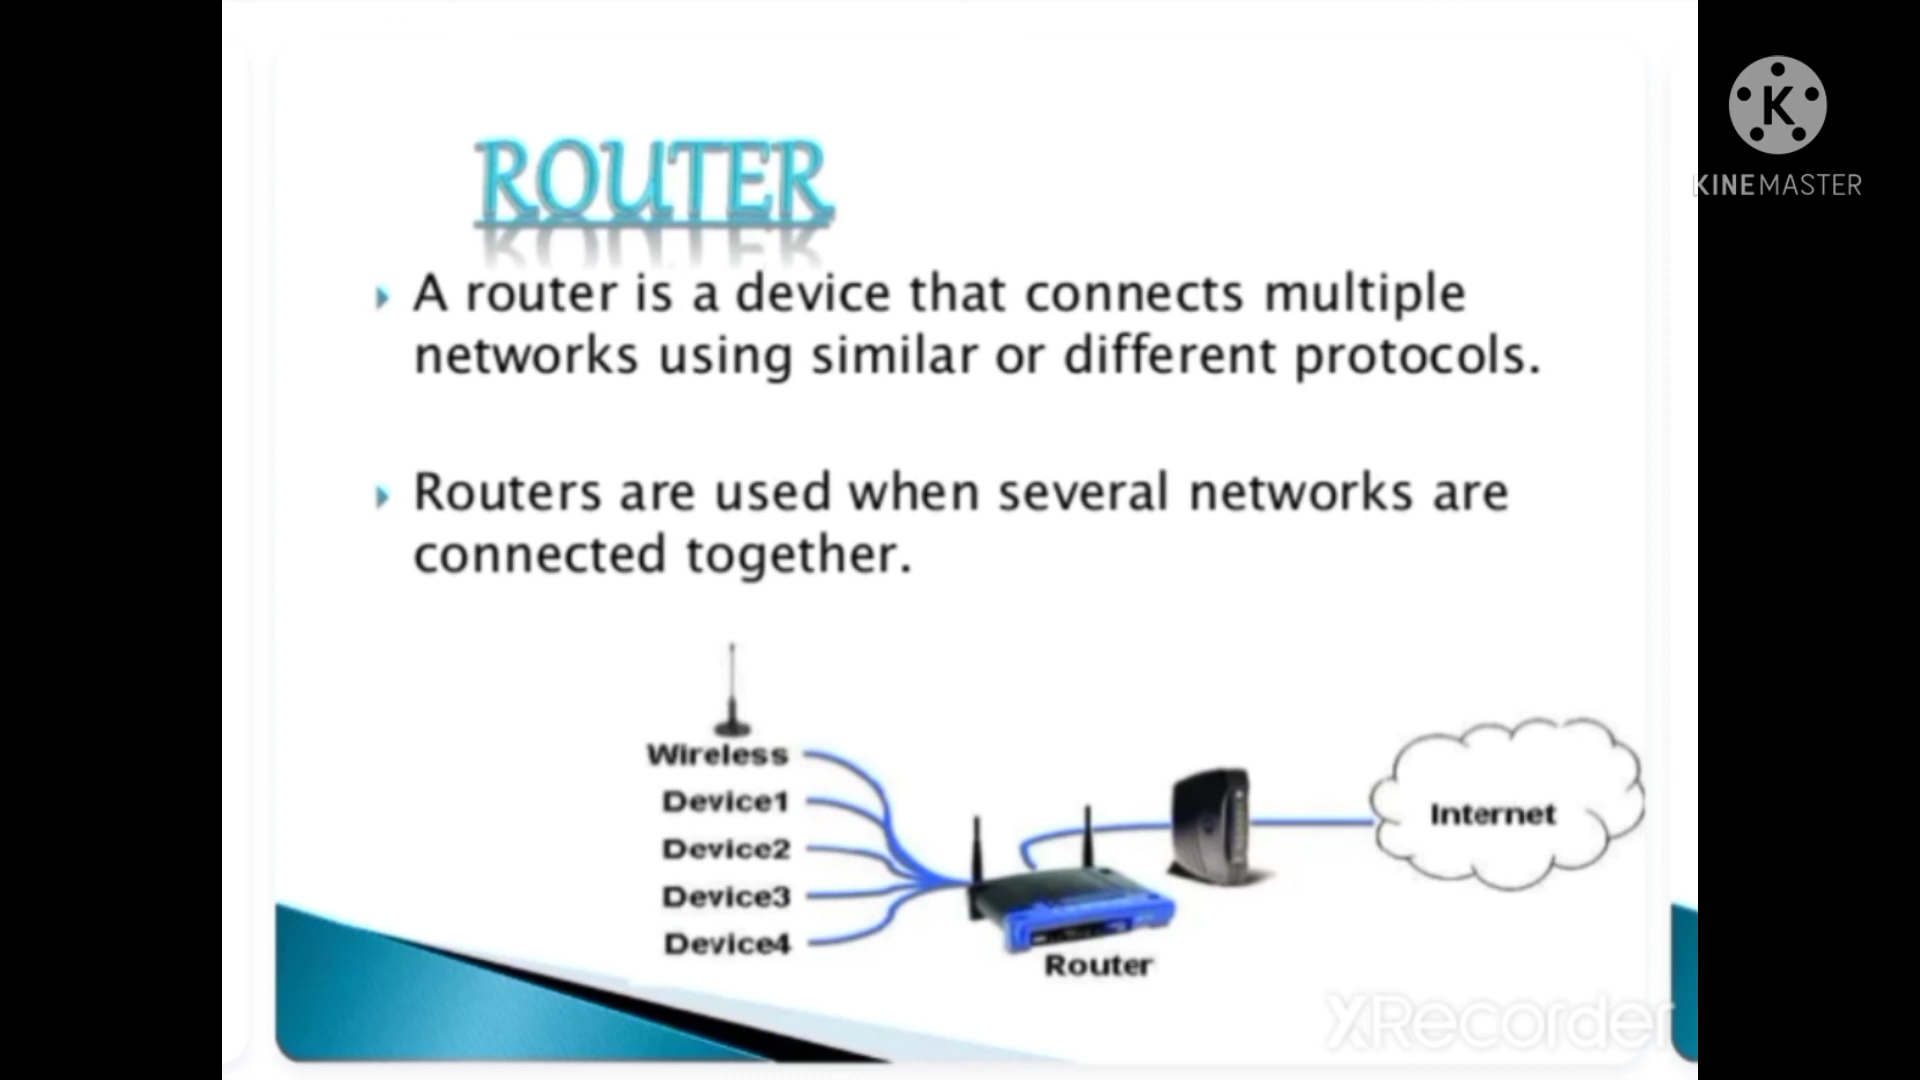 ROUTER
A router is a device that connects multiple
networks using similar or different protocols.
Routers are used when several networks are
connected together.
Wireless
Device1
Device2
Device3
Device4
Router
Internet
K
KINEMASTER
XRecorder